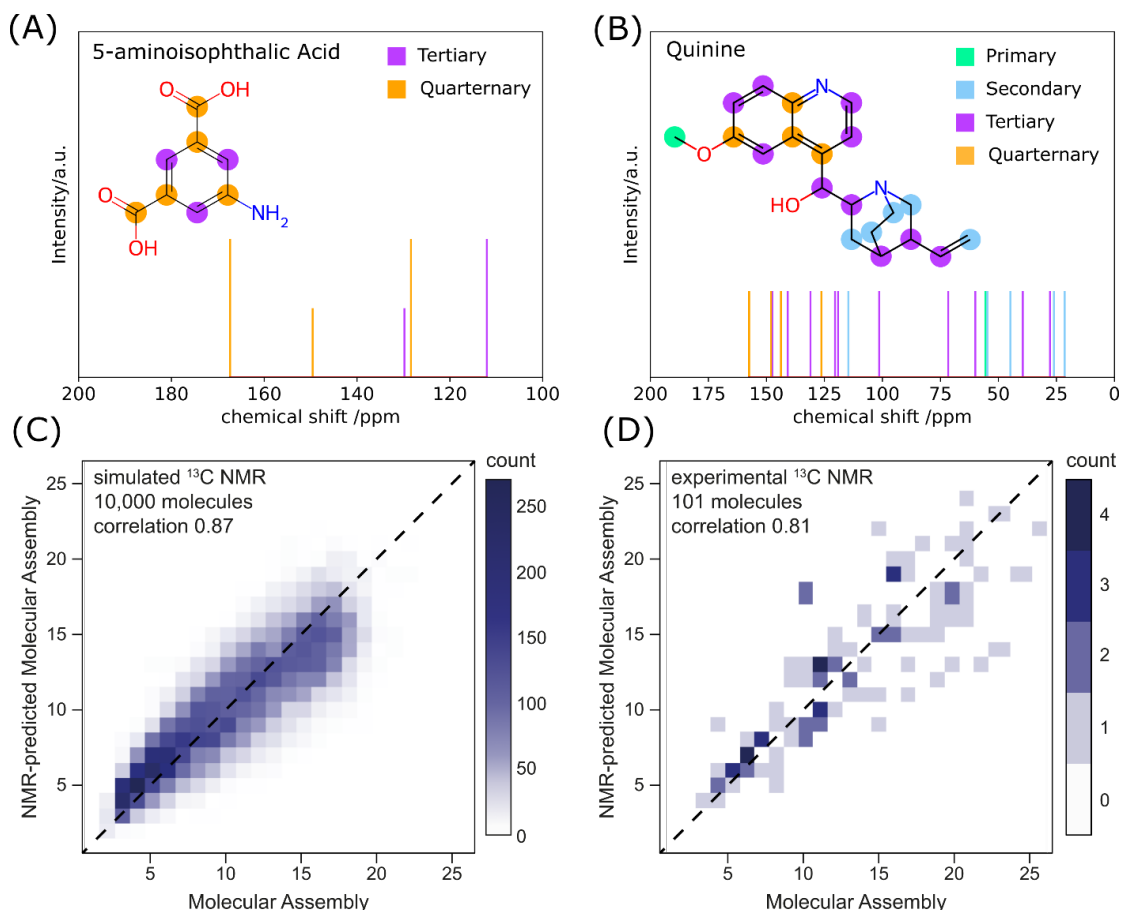 (A)
5-aminoisophthalic Acid
Tertiary
Quarternary
O
OH
O
OH
NH2
Intensity/a.u.
200
180
160
140
120
100
chemical shift /ppm
(B)
Quinine
Primary
Secondary
Tertiary
Quarternary
N
O
HO
N
Intensity/a.u.
200
175
150
125
100
75
50
25
0
chemical shift /ppm
(C)
simulated ¹³C NMR
10,000 molecules
correlation 0.87
NMR-predicted Molecular Assembly
25
20
15
10
5
5
10
15
20
25
Molecular Assembly
count
250
200
150
100
50
0
(D)
experimental ¹³C NMR
101 molecules
correlation 0.81
NMR-predicted Molecular Assembly
25
20
15
10
5
5
10
15
20
25
Molecular Assembly
count
4
3
2
1
0